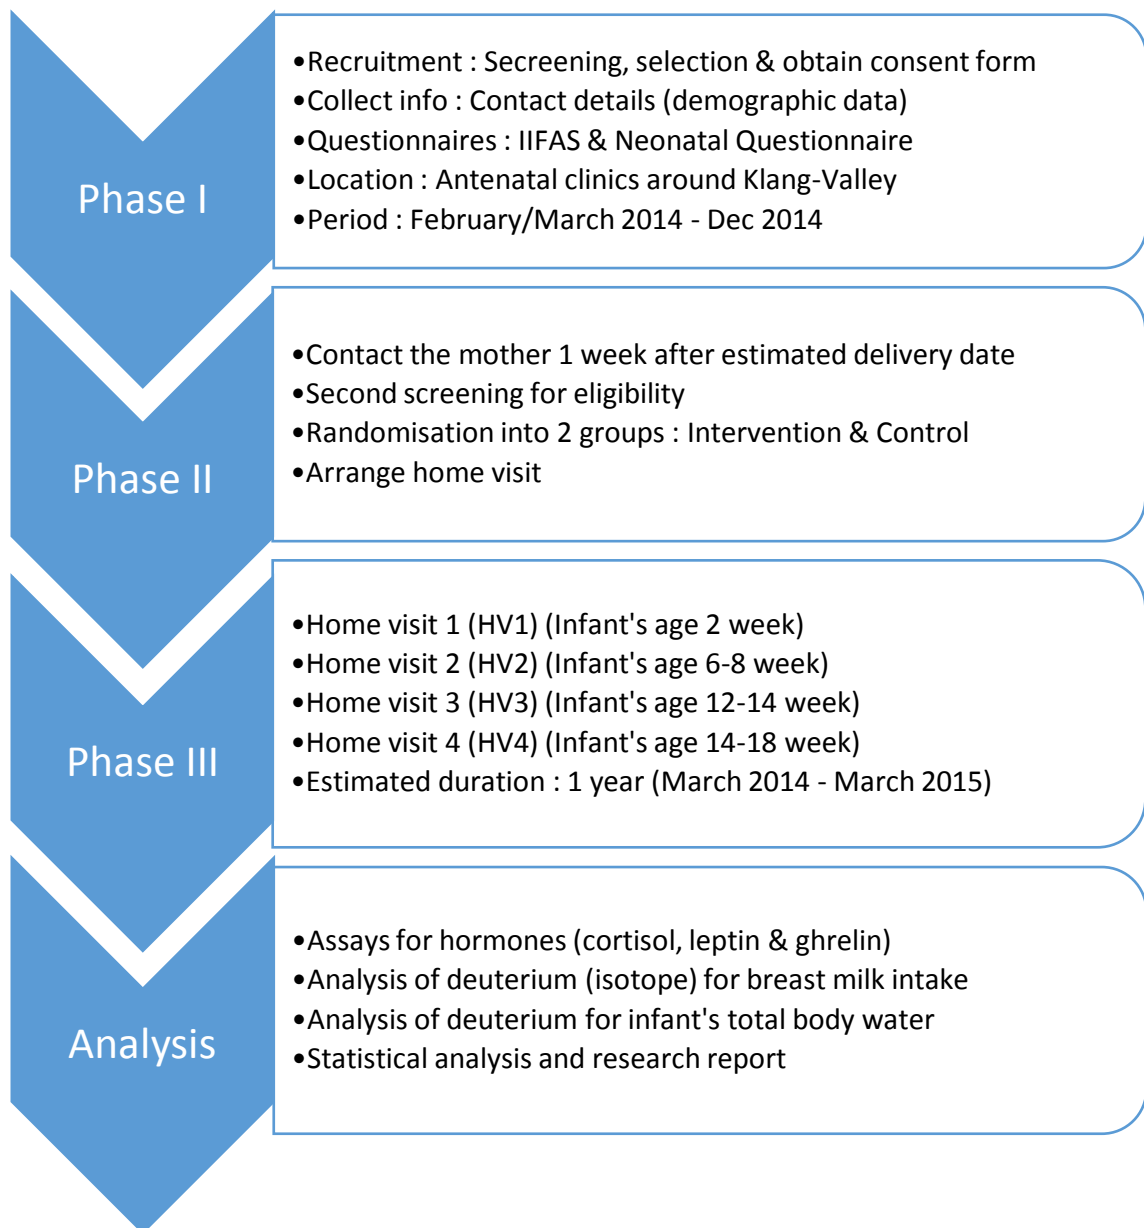 Phase I
•Recruitment : Secreening, selection & obtain consent form
•Collect info : Contact details (demographic data)
•Questionnaires : IIFAS & Neonatal Questionnaire
•Location : Antenatal clinics around Klang-Valley
•Period : February/March 2014 - Dec 2014
Phase II
•Contact the mother 1 week after estimated delivery date
•Second screening for eligibility
•Randomisation into 2 groups : Intervention & Control
•Arrange home visit
Phase III
•Home visit 1 (HV1) (Infant's age 2 week)
•Home visit 2 (HV2) (Infant's age 6-8 week)
•Home visit 3 (HV3) (Infant's age 12-14 week)
•Home visit 4 (HV4) (Infant's age 14-18 week)
•Estimated duration : 1 year (March 2014 - March 2015)
Analysis
•Assays for hormones (cortisol, leptin & ghrelin)
•Analysis of deuterium (isotope) for breast milk intake
•Analysis of deuterium for infant's total body water
•Statistical analysis and research report